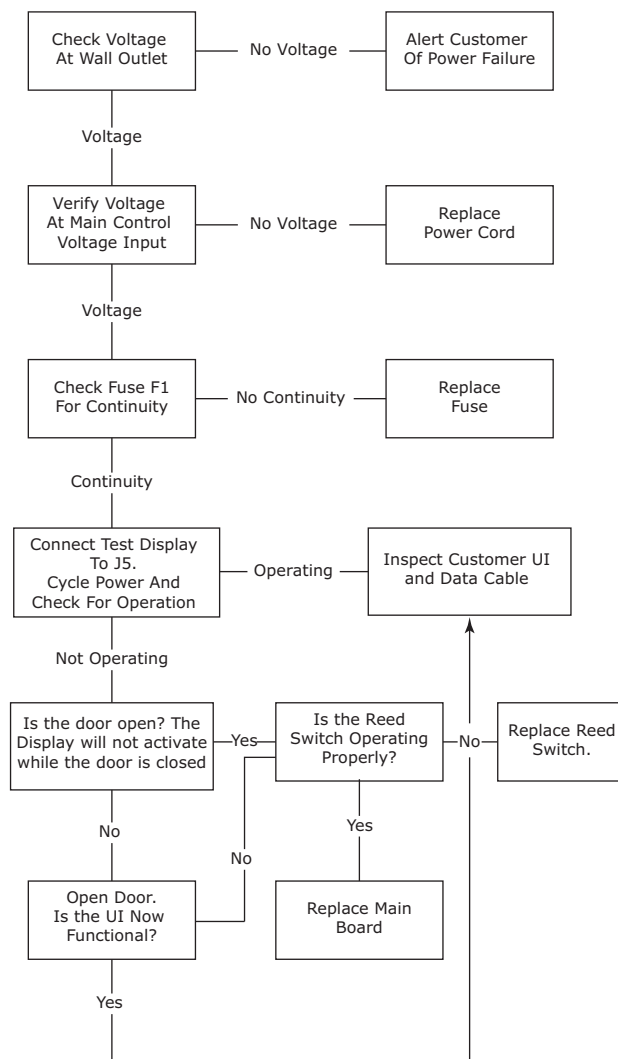 Check Voltage
At Wall Outlet
No Voltage
Alert Customer
Of Power Failure
Voltage
Verify Voltage
At Main Control
Voltage Input
No Voltage
Replace
Power Cord
Voltage
Check Fuse F1
For Continuity
No Continuity
Replace
Fuse
Continuity
Connect Test Display
To J5.
Cycle Power And
Check For Operation
Operating
Inspect Customer UI
and Data Cable
Not Operating
Is the door open? The
Display will not activate
while the door is closed
Yes
Is the Reed
Switch Operating
Properly?
No
Replace Reed
Switch.
No
No
Yes
Open Door.
Is the UI Now
Functional?
Replace Main
Board
Yes